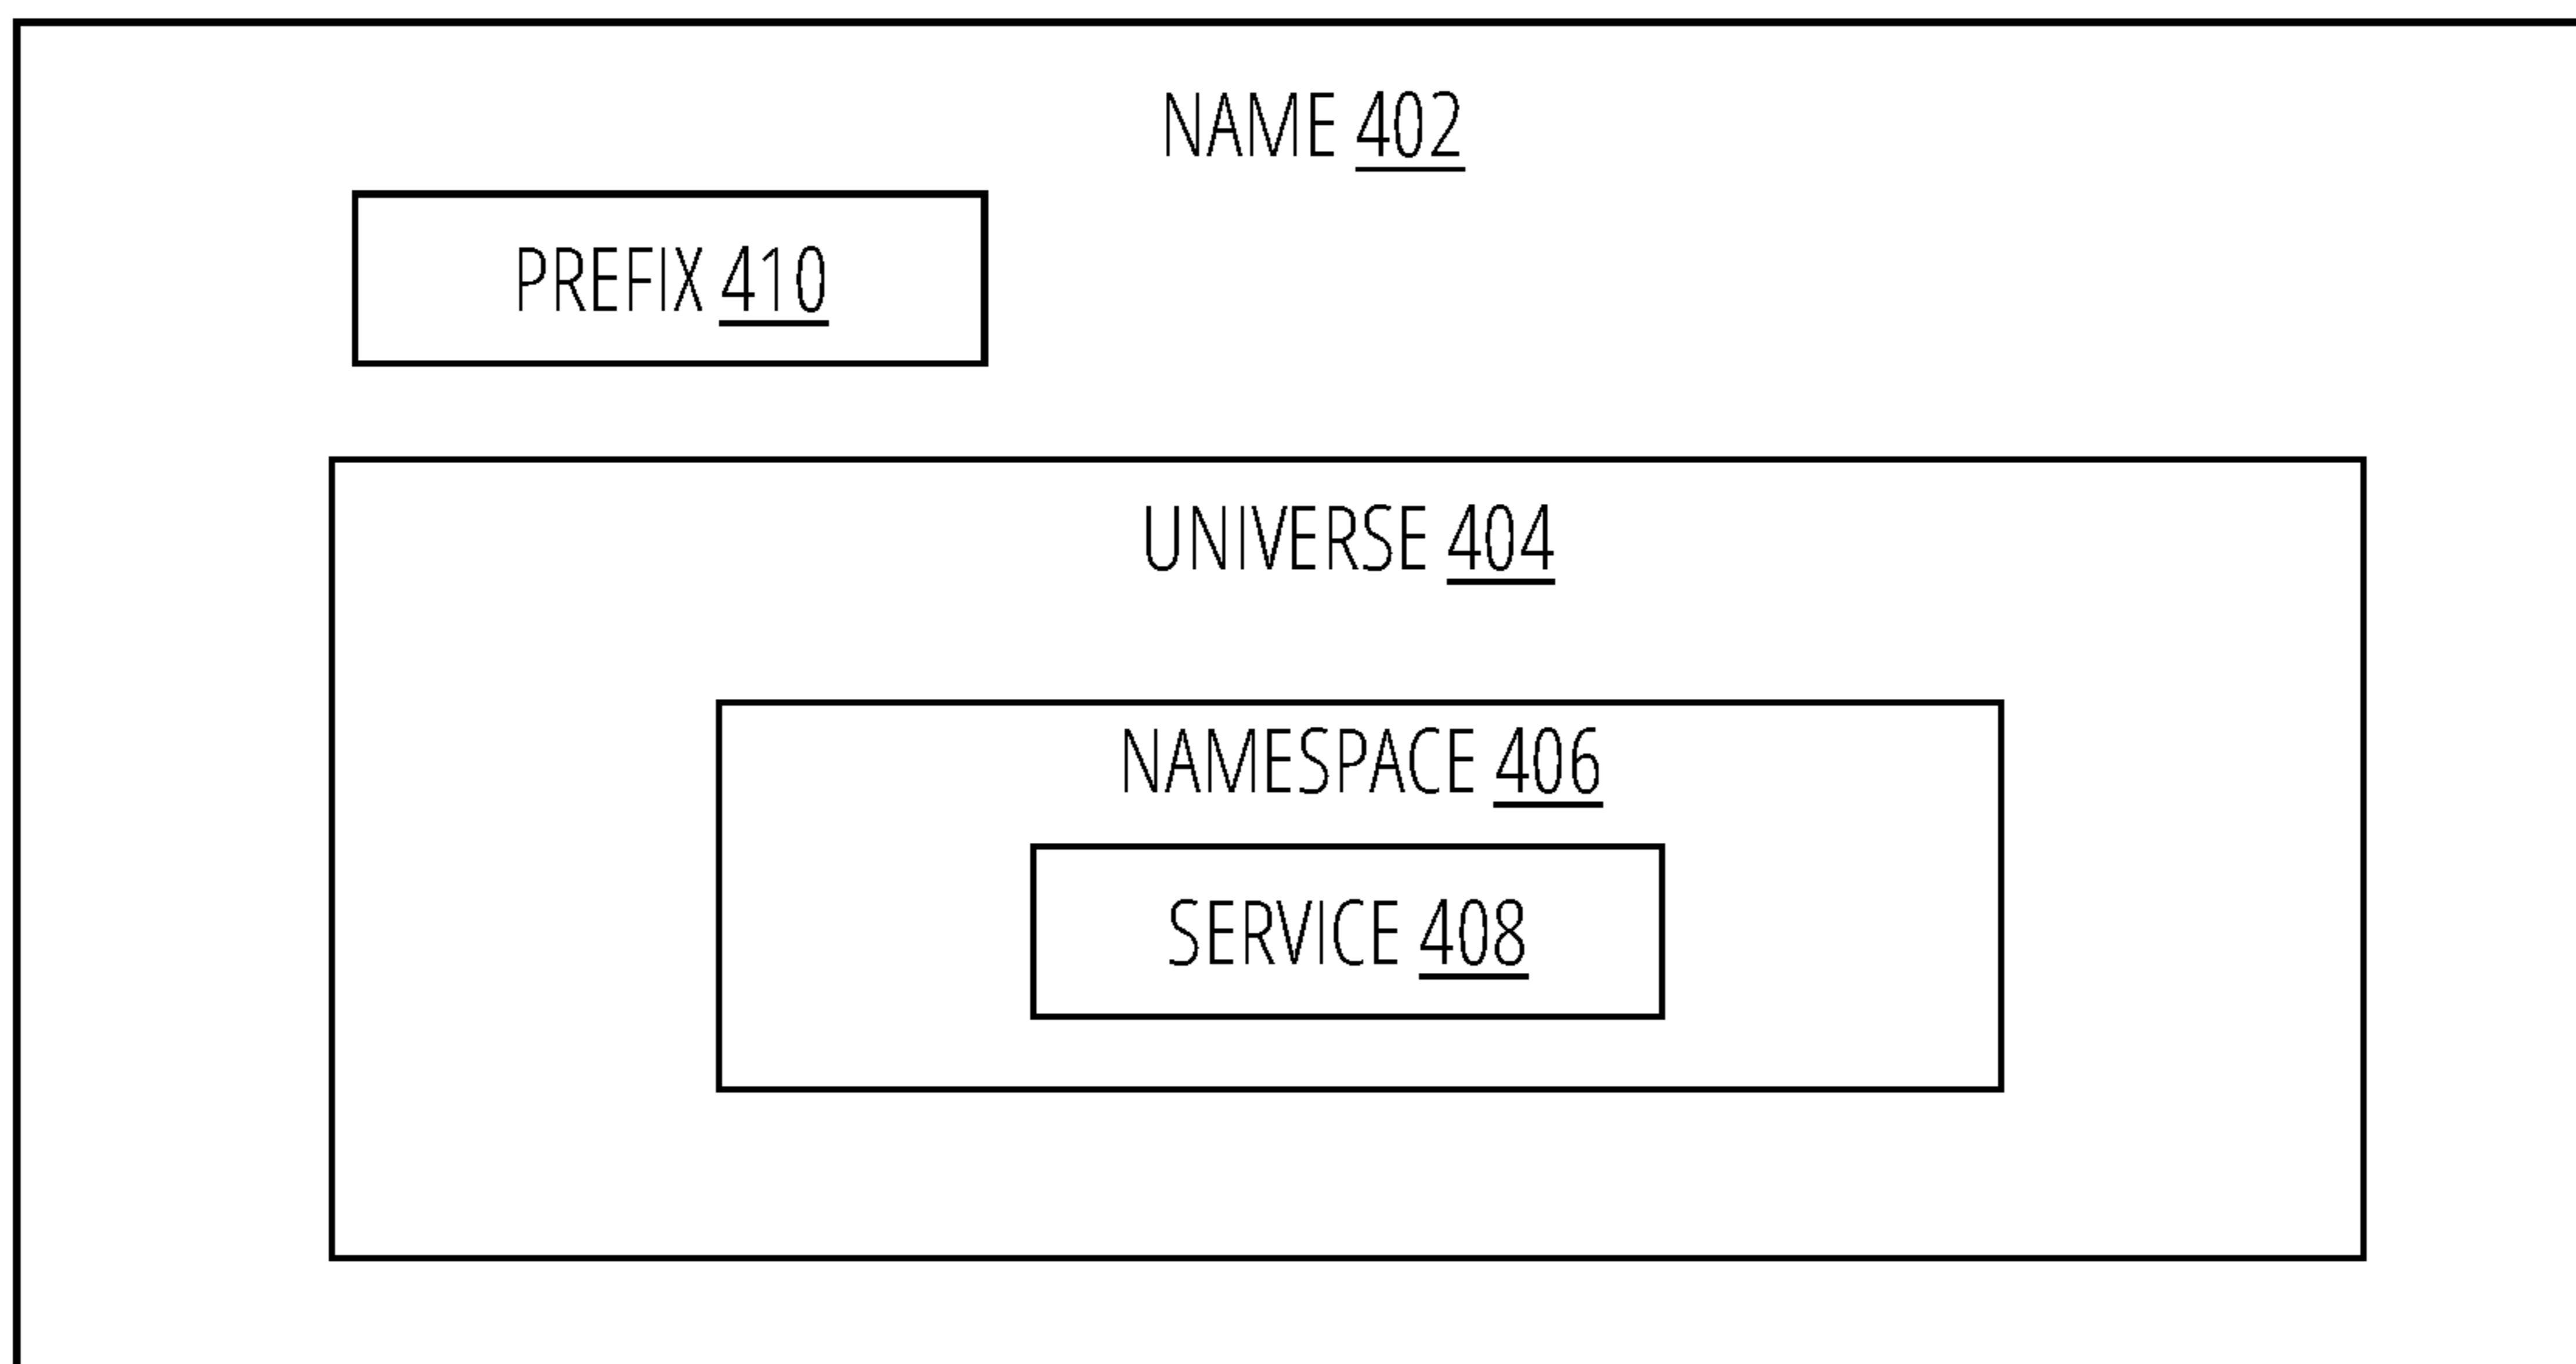 NAME 402
PREFIX 410
UNIVERSE 404
NAMESPACE 406
SERVICE 408